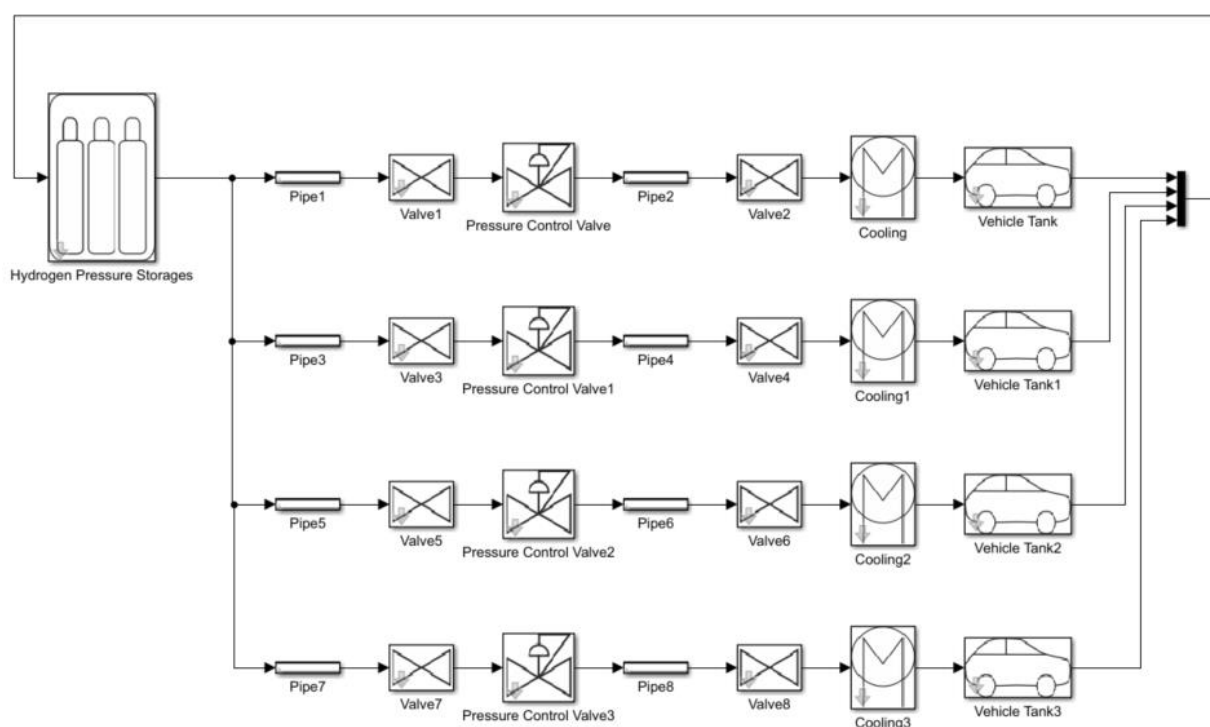 Pipe1
Valve1
Pressure Control Valve
Pipe2
Valve2
Cooling
Vehicle Tank
Hydrogen Pressure Storages
Pipe3
Valve3
Pressure Control Valve1
Pipe4
Valve4
Cooling1
Vehicle Tank1
Pipe5
Valve5
Pressure Control Valve2
Pipe6
Valve6
Cooling2
Vehicle Tank2
Pipe7
Valve7
Pressure Control Valve3
Pipe8
Valve8
Cooling3
Vehicle Tank3